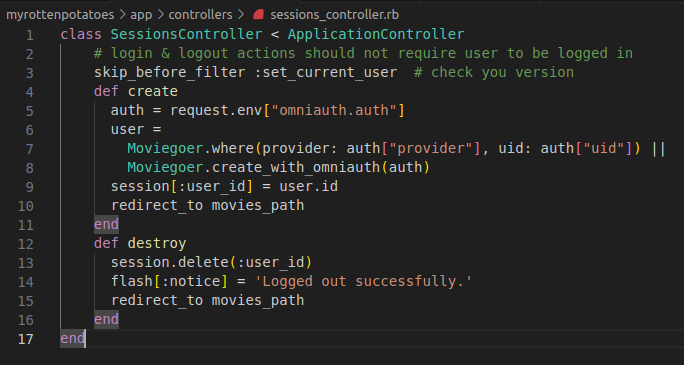 myrottenpotatoes > app > controllers > sessions_controller.rb
1 class SessionsController < ApplicationController
2     # login & logout actions should not require user to be logged in
3     skip_before_filter :set_current_user  # check you version
4     def create
5       auth = request.env["omniauth.auth"]
6       user =
7         Moviegoer.where(provider: auth["provider"], uid: auth["uid"]) ||
8         Moviegoer.create_with_omniauth(auth)
9       session[:user_id] = user.id
10       redirect_to movies_path
11     end
12     def destroy
13       session.delete(:user_id)
14       flash[:notice] = 'Logged out successfully.'
15       redirect_to movies_path
16     end
17 end